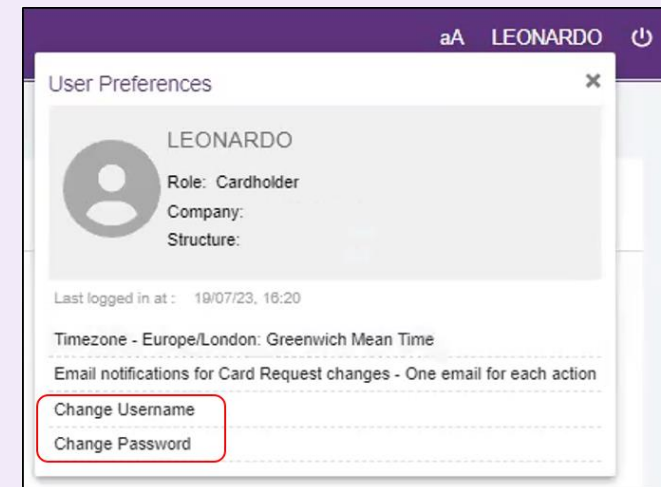 aA LEONARDO
User Preferences
LEONARDO
Role: Cardholder
Company:
Structure:
Last logged in at : 19/07/23, 16:20
Timezone - Europe/London: Greenwich Mean Time
Email notifications for Card Request changes - One email for each action
Change Username
Change Password